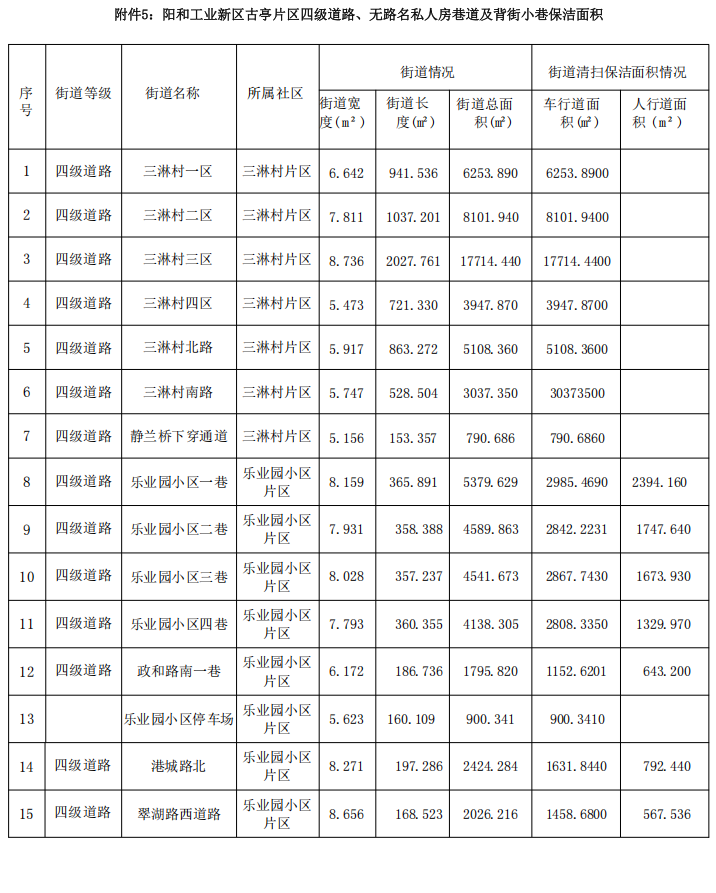 附件5：阳和工业新区古亭片区四级道路、无路名私人房巷道及背街小巷保洁面积
序号 街道等级 街道名称 所属社区 街道情况 街道清扫保洁面积情况
街道宽度(m²) 街道长度(㎡) 街道总面积(㎡) 车行道面积(㎡) 人行道面积（m²）
1 四级道路 三淋村一区 三淋村片区 6.642 941.536 6253.890 6253.8900
2 四级道路 三淋村二区 三淋村片区 7.811 1037.201 8101.940 8101.9400
3 四级道路 三淋村三区 三淋村片区 8.736 2027.761 17714.440 17714.4400
4 四级道路 三淋村四区 三淋村片区 5.473 721.330 3947.870 3947.8700
5 四级道路 三淋村北路 三淋村片区 5.917 863.272 5108.360 5108.3600
6 四级道路 三淋村南路 三淋村片区 5.747 528.504 3037.350 30373500
7 四级道路 静兰桥下穿通道 三淋村片区 5.156 153.357 790.686 790.6860
8 四级道路 乐业园小区一巷 乐业园小区片区 8.159 365.891 5379.629 2985.4690 2394.160
9 四级道路 乐业园小区二巷 乐业园小区片区 7.931 358.388 4589.863 2842.2231 1747.640
10 四级道路 乐业园小区三巷 乐业园小区片区 8.028 357.237 4541.673 2867.7430 1673.930
11 四级道路 乐业园小区四巷 乐业园小区片区 7.793 360.355 4138.305 2808.3350 1329.970
12 四级道路 政和路南一巷 乐业园小区片区 6.172 186.736 1795.820 1152.6201 643.200
13 乐业园小区停车场 乐业园小区片区 5.623 160.109 900.341 900.3410
14 四级道路 港城路北 乐业园小区片区 8.271 197.286 2424.284 1631.8440 792.440
15 四级道路 翠湖路西道路 乐业园小区片区 8.656 168.523 2026.216 1458.6800 567.536